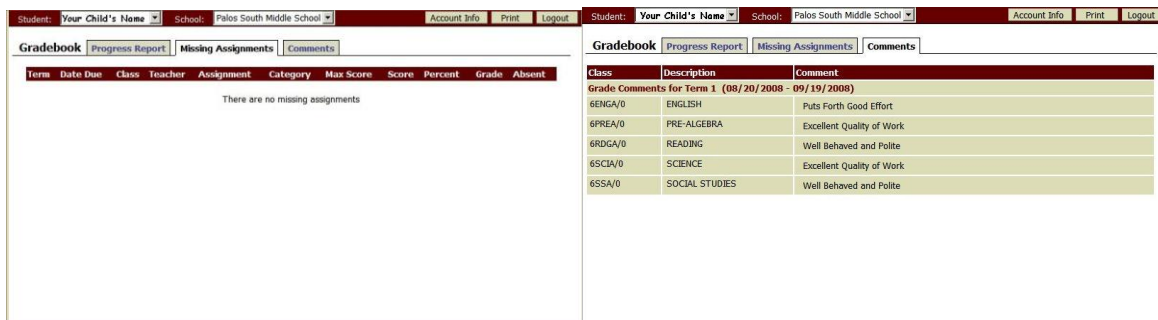 Student: Your Child's Name School: Palos South Middle School Account Info Print Logout
Gradebook Progress Report Missing Assignments Comments
Term Date Due Class Teacher Assignment Category Max Score Score Percent Grade Absent
There are no missing assignments
Student: Your Child's Name School: Palos South Middle School Account Info Print Logout
Gradebook Progress Report Missing Assignments Comments
Class Description Comment
Grade Comments for Term 1 (08/20/2008 - 09/19/2008)
6ENGA/0 ENGLISH Puts Forth Good Effort
6PREA/0 PRE-ALGEBRA Excellent Quality of Work
6RDGA/0 READING Well Behaved and Polite
6SCIA/0 SCIENCE Excellent Quality of Work
6SSA/0 SOCIAL STUDIES Well Behaved and Polite